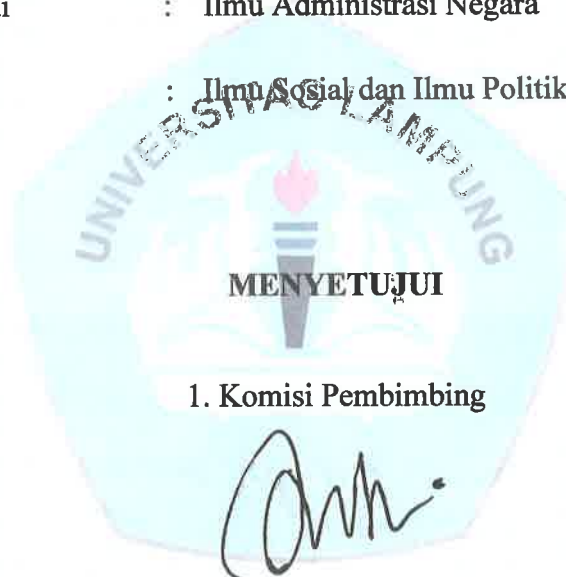 : Ilmu Administrasi Negara
: Ilmu Sosial dan Ilmu Politik
UNIVERSITAS LAMPUNG
MENYETUJUI
1. Komisi Pembimbing